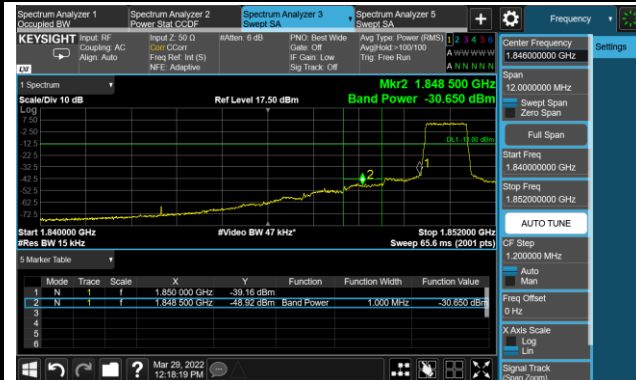 Spectrum Analyzer 1
Occupied BW
Spectrum Analyzer 2
Power Stat CCDF
Spectrum Analyzer 3
Swept SA
Spectrum Analyzer 5
Swept SA
+
Frequency
KEYSIGHT
Input: RF
Coupling: AC
Align: Auto
Input Z: 50 Ω
Corr CCorr
Freq Ref: Int (S)
NFE: Adaptive
#Atten: 6 dB
PNO: Best Wide
Gate: Off
IF Gain: Low
Sig Track: Off
Avg Type: Power (RMS)
Avg|Hold:>100/100
Trig: Free Run
1 2 3 4 5 6
A W W W W W
A N N N N N
LXI
1 Spectrum
Scale/Div 10 dB
Ref Level 17.50 dBm
Mkr2 1.848 500 GHz
Band Power -30.650 dBm
Log
7.50
-2.50
-12.5
-22.5
-32.5
-42.5
-52.5
-62.5
-72.5
DL1 -13.00 dBm
1
2
Start 1.840000 GHz
#Res BW 15 kHz
#Video BW 47 kHz*
Stop 1.852000 GHz
Sweep 65.6 ms (2001 pts)
5 Marker Table
Mode Trace Scale X Y Function Function Width Function Value
1 N 1 f 1.850 000 GHz -39.16 dBm
2 N 1 f 1.848 500 GHz -48.92 dBm Band Power 1.000 MHz -30.650 dBm
3
4
5
6
Mar 29, 2022
12:18:19 PM
?
Center Frequency
1.846000000 GHz
Settings
Span
12.0000000 MHz
Swept Span
Zero Span
Full Span
Start Freq
1.840000000 GHz
Stop Freq
1.852000000 GHz
AUTO TUNE
CF Step
1.200000 MHz
Auto
Man
Freq Offset
0 Hz
X Axis Scale
Log
Lin
Signal Track
(Span Zoom)